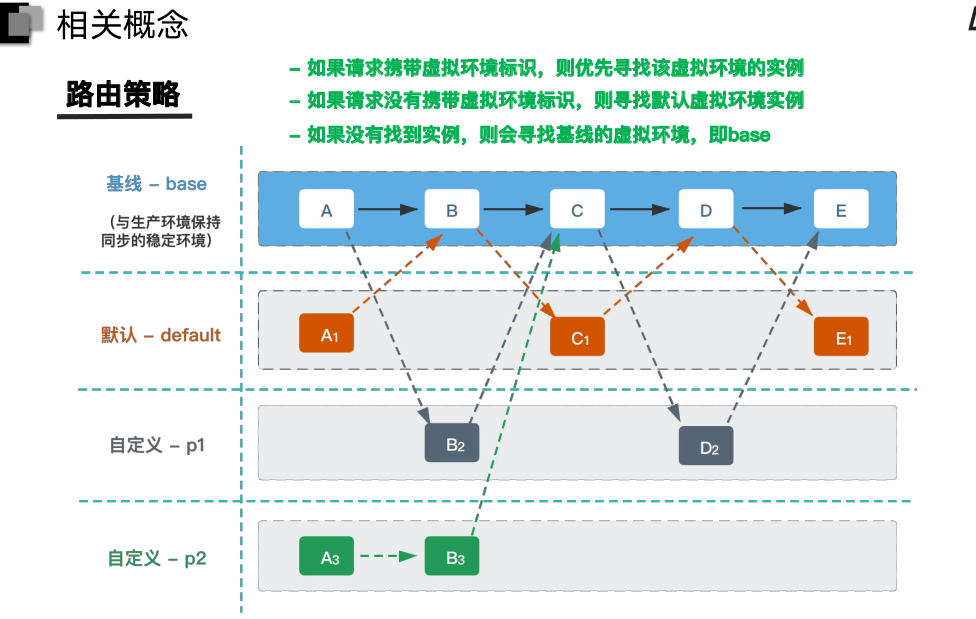 相关概念
路由策略
– 如果请求携带虚拟环境标识，则优先寻找该虚拟环境的实例
– 如果请求没有携带虚拟环境标识，则寻找默认虚拟环境实例
– 如果没有找到实例，则会寻找基线的虚拟环境，即base
基线 – base
（与生产环境保持
同步的稳定环境）
A B C D E
默认 – default
A1 C1 E1
自定义 – p1
B2 D2
自定义 – p2
A3 B3